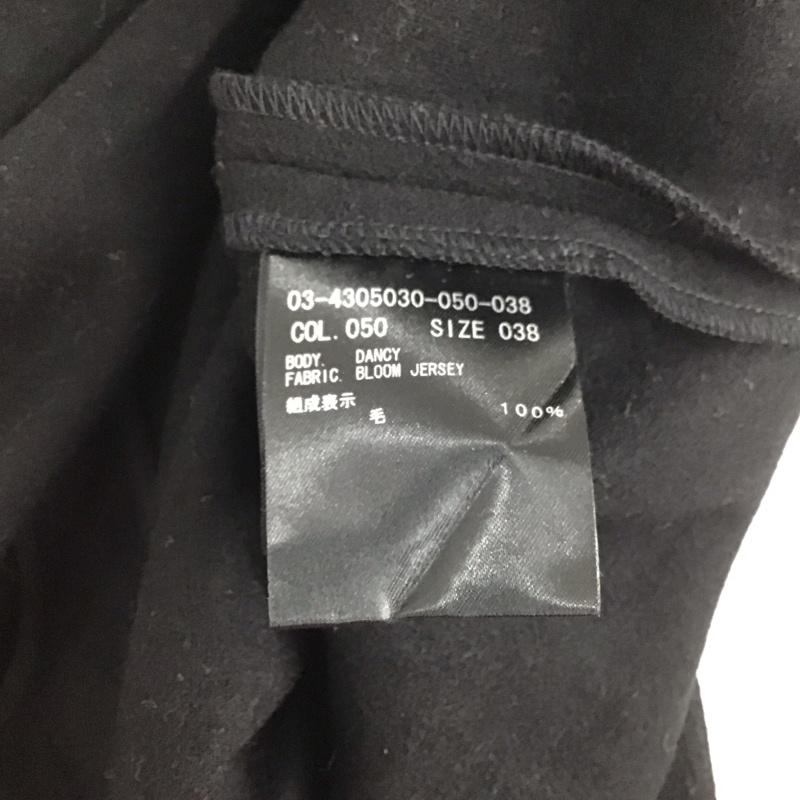 03-4305030-050-038
COL. 050 SIZE 038
BODY. DANCY
FABRIC. BLOOM JERSEY
組成表示
毛 100%